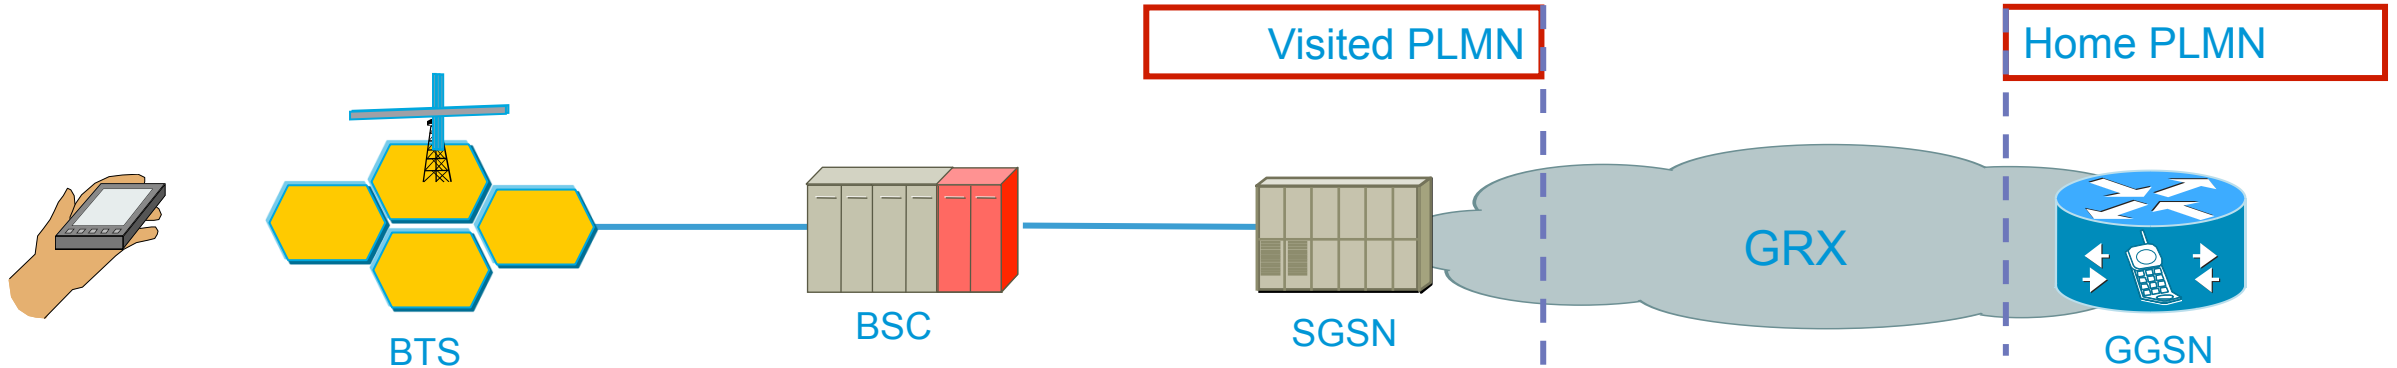 Visited PLMN
Home PLMN
GRX
BTS
BSC
SGSN
GGSN